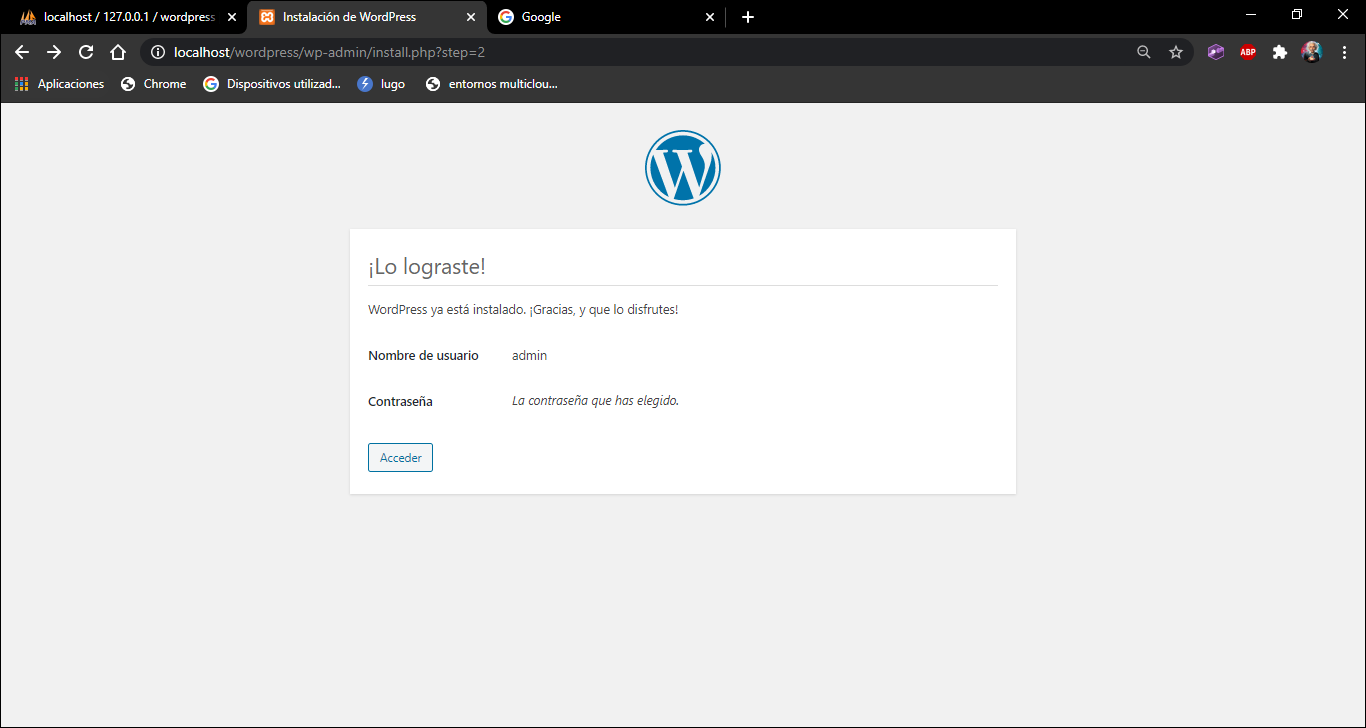 localhost / 127.0.0.1 / wordpress
Instalación de WordPress
Google
localhost/wordpress/wp-admin/install.php?step=2
ABP
Aplicaciones
Chrome
Dispositivos utilizad...
lugo
entornos multiclou...
¡Lo lograste!
WordPress ya está instalado. ¡Gracias, y que lo disfrutes!
Nombre de usuario admin
Contraseña La contraseña que has elegido.
Acceder